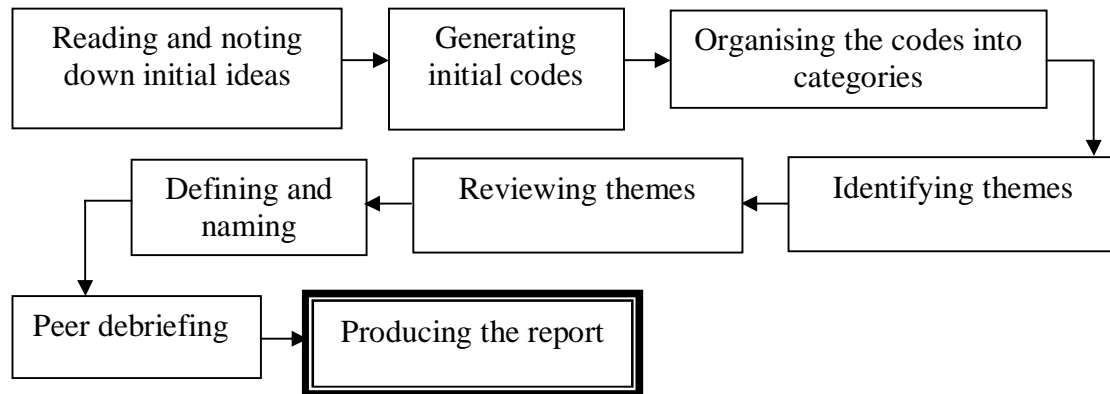 Reading and noting
down initial ideas
Generating
initial codes
Organising the codes into
categories
Identifying themes
Reviewing themes
Defining and
naming
Peer debriefing
Producing the report